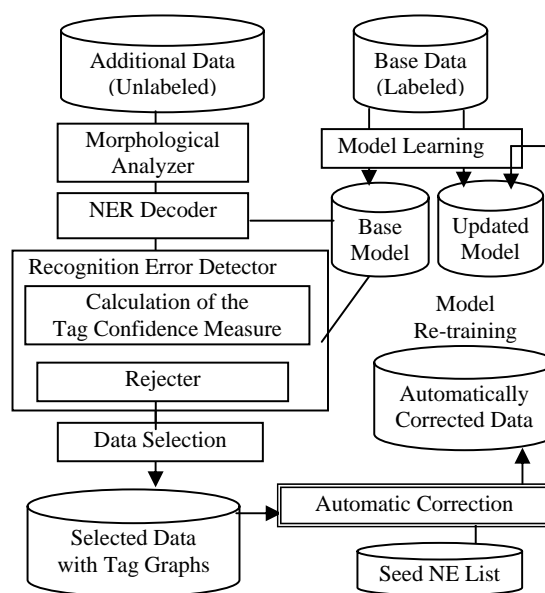 Additional Data
(Unlabeled)
Base Data
(Labeled)
Morphological
Analyzer
Model Learning
NER Decoder
Base
Model
Updated
Model
Recognition Error Detector
Calculation of the
Tag Confidence Measure
Rejecter
Model
Re-training
Automatically
Corrected Data
Data Selection
Selected Data
with Tag Graphs
Automatic Correction
Seed NE List